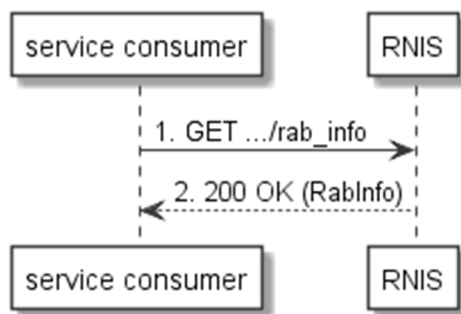 service consumer
RNIS
1. GET .../rab_info
2. 200 OK (RabInfo)
service consumer
RNIS